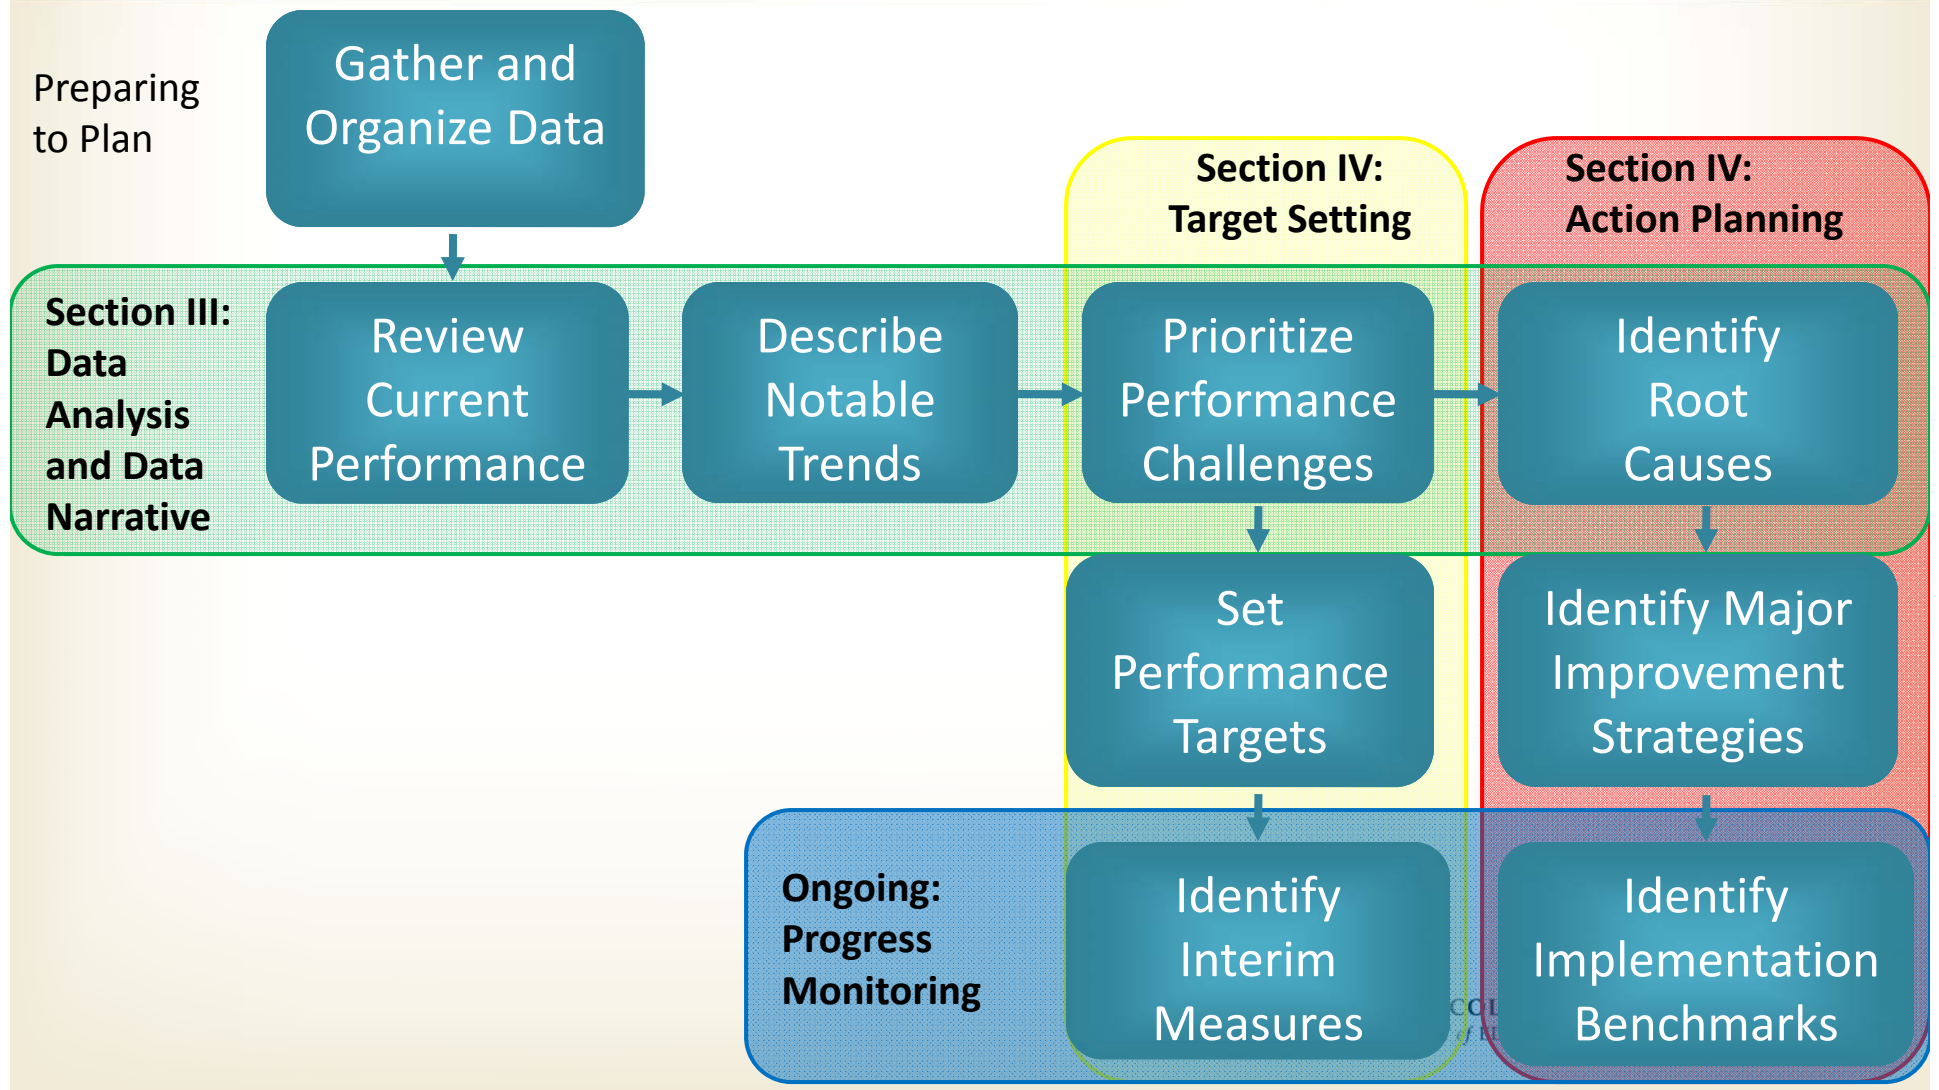 Preparing
to Plan
Gather and
Organize Data
Section IV:
Target Setting
Section IV:
Action Planning
Section III:
Data
Analysis
and Data
Narrative
Review
Current
Performance
Describe
Notable
Trends
Prioritize
Performance
Challenges
Identify
Root
Causes
Set
Performance
Targets
Identify Major
Improvement
Strategies
Ongoing:
Progress
Monitoring
Identify
Interim
Measures
Identify
Implementation
Benchmarks